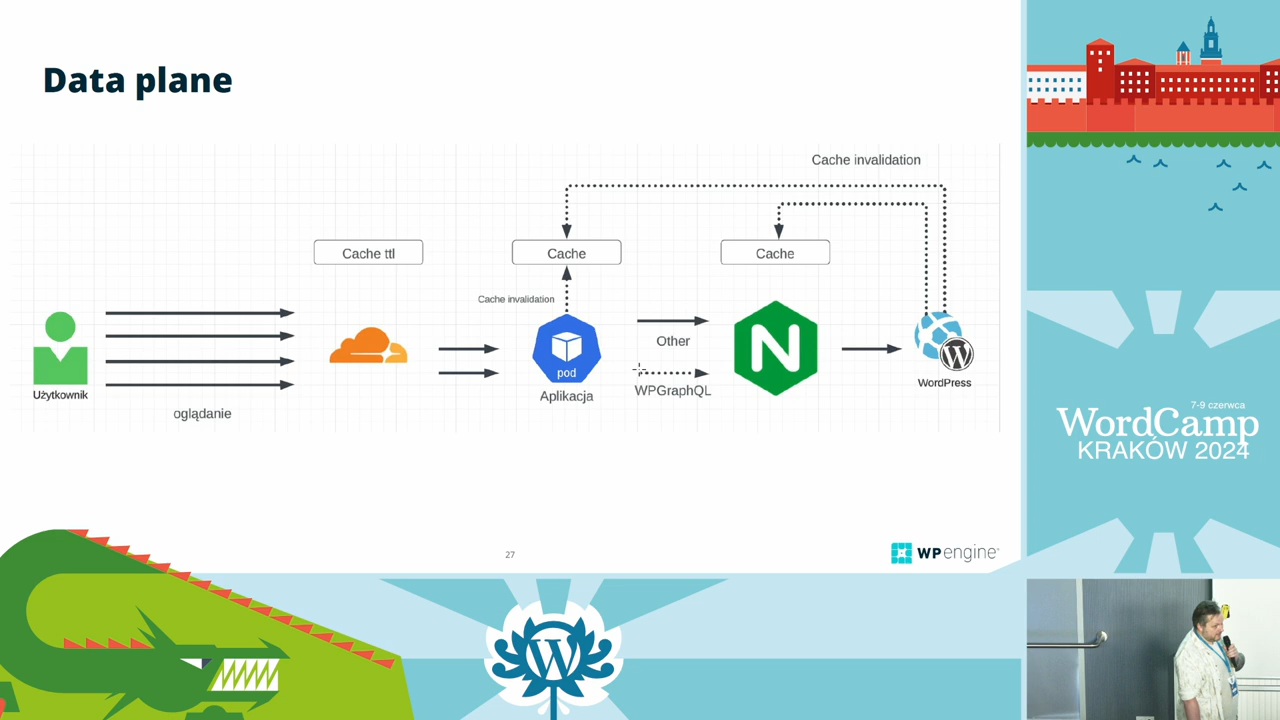 Data plane
Cache invalidation
Cache ttl
Cache
Cache
Cache invalidation
Other
pod
WPGraphQL
Użytkownik
Aplikacja
WordPress
oglądanie
27
WP engine
7-9 czerwca
WordCamp
KRAKÓW 2024